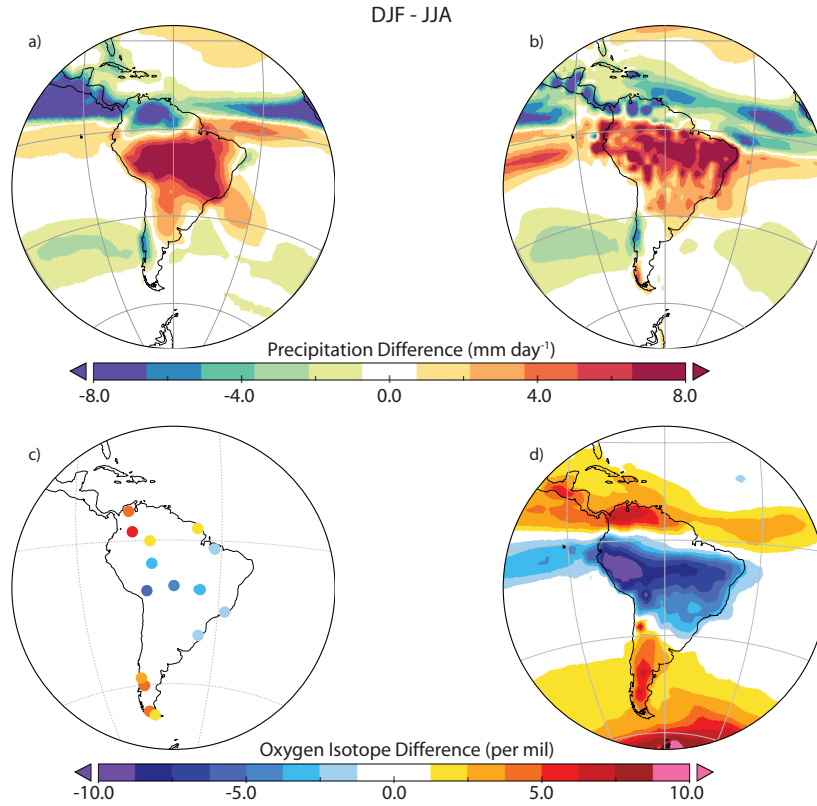 DJF - JJA
a)
b)
Precipitation Difference (mm day⁻¹)
-8.0 -4.0 0.0 4.0 8.0
c)
d)
Oxygen Isotope Difference (per mil)
-10.0 -5.0 0.0 5.0 10.0